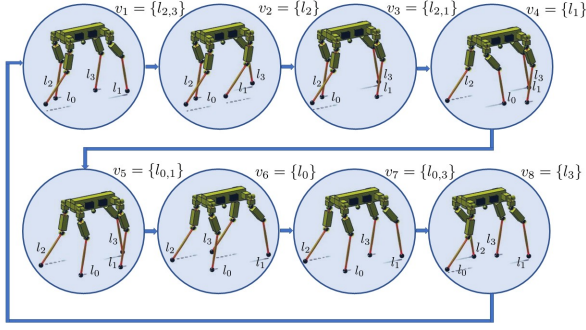 v₁ = {l₂,₃}
v₂ = {l₂}
v₃ = {l₂,₁}
v₄ = {l₁}
l₂ l₀ l₃ l₁
l₂ l₀ l₁ l₃
l₂ l₀ l₃ l₁
l₂ l₀ l₃ l₁
v₅ = {l₀,₁}
v₆ = {l₀}
v₇ = {l₀,₃}
v₈ = {l₃}
l₂ l₀ l₃ l₁
l₂ l₃ l₀ l₁
l₂ l₀ l₃ l₁
l₀ l₂ l₃ l₁